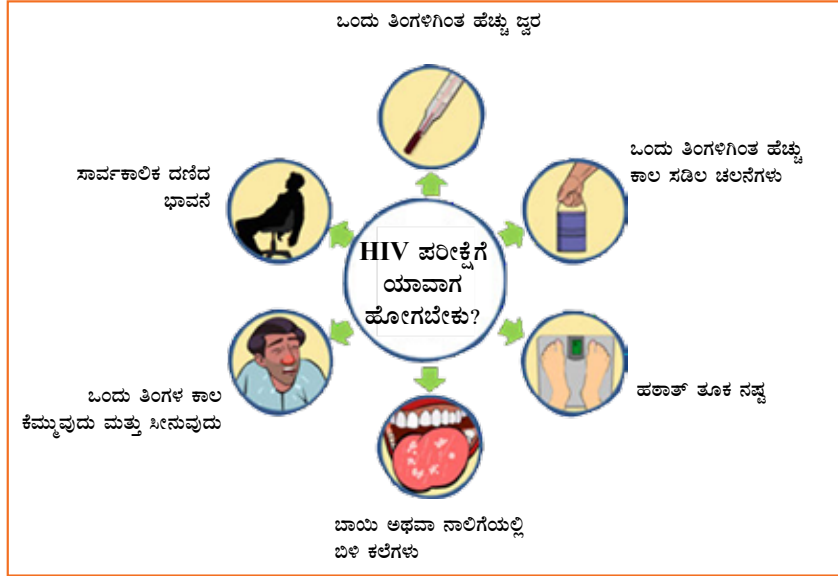 ಒಂದು ತಿಂಗಳಿಗಿಂತ ಹೆಚ್ಚು ಜ್ವರ
ಒಂದು ತಿಂಗಳಿಗಿಂತ ಹೆಚ್ಚು
ಕಾಲ ಸಡಿಲ ಚಲನೆಗಳು
ಸಾರ್ವಕಾಲಿಕ ದಣಿದ
ಭಾವನೆ
HIV ಪರೀಕ್ಷೆಗೆ
ಯಾವಾಗ
ಹೋಗಬೇಕು?
ಹಠಾತ್ ತೂಕ ನಷ್ಟ
ಒಂದು ತಿಂಗಳ ಕಾಲ
ಕೆಮ್ಮುವುದು ಮತ್ತು ಸೀನುವುದು
ಬಾಯಿ ಅಥವಾ ನಾಲಿಗೆಯಲ್ಲಿ
ಬಿಳಿ ಕಲೆಗಳು